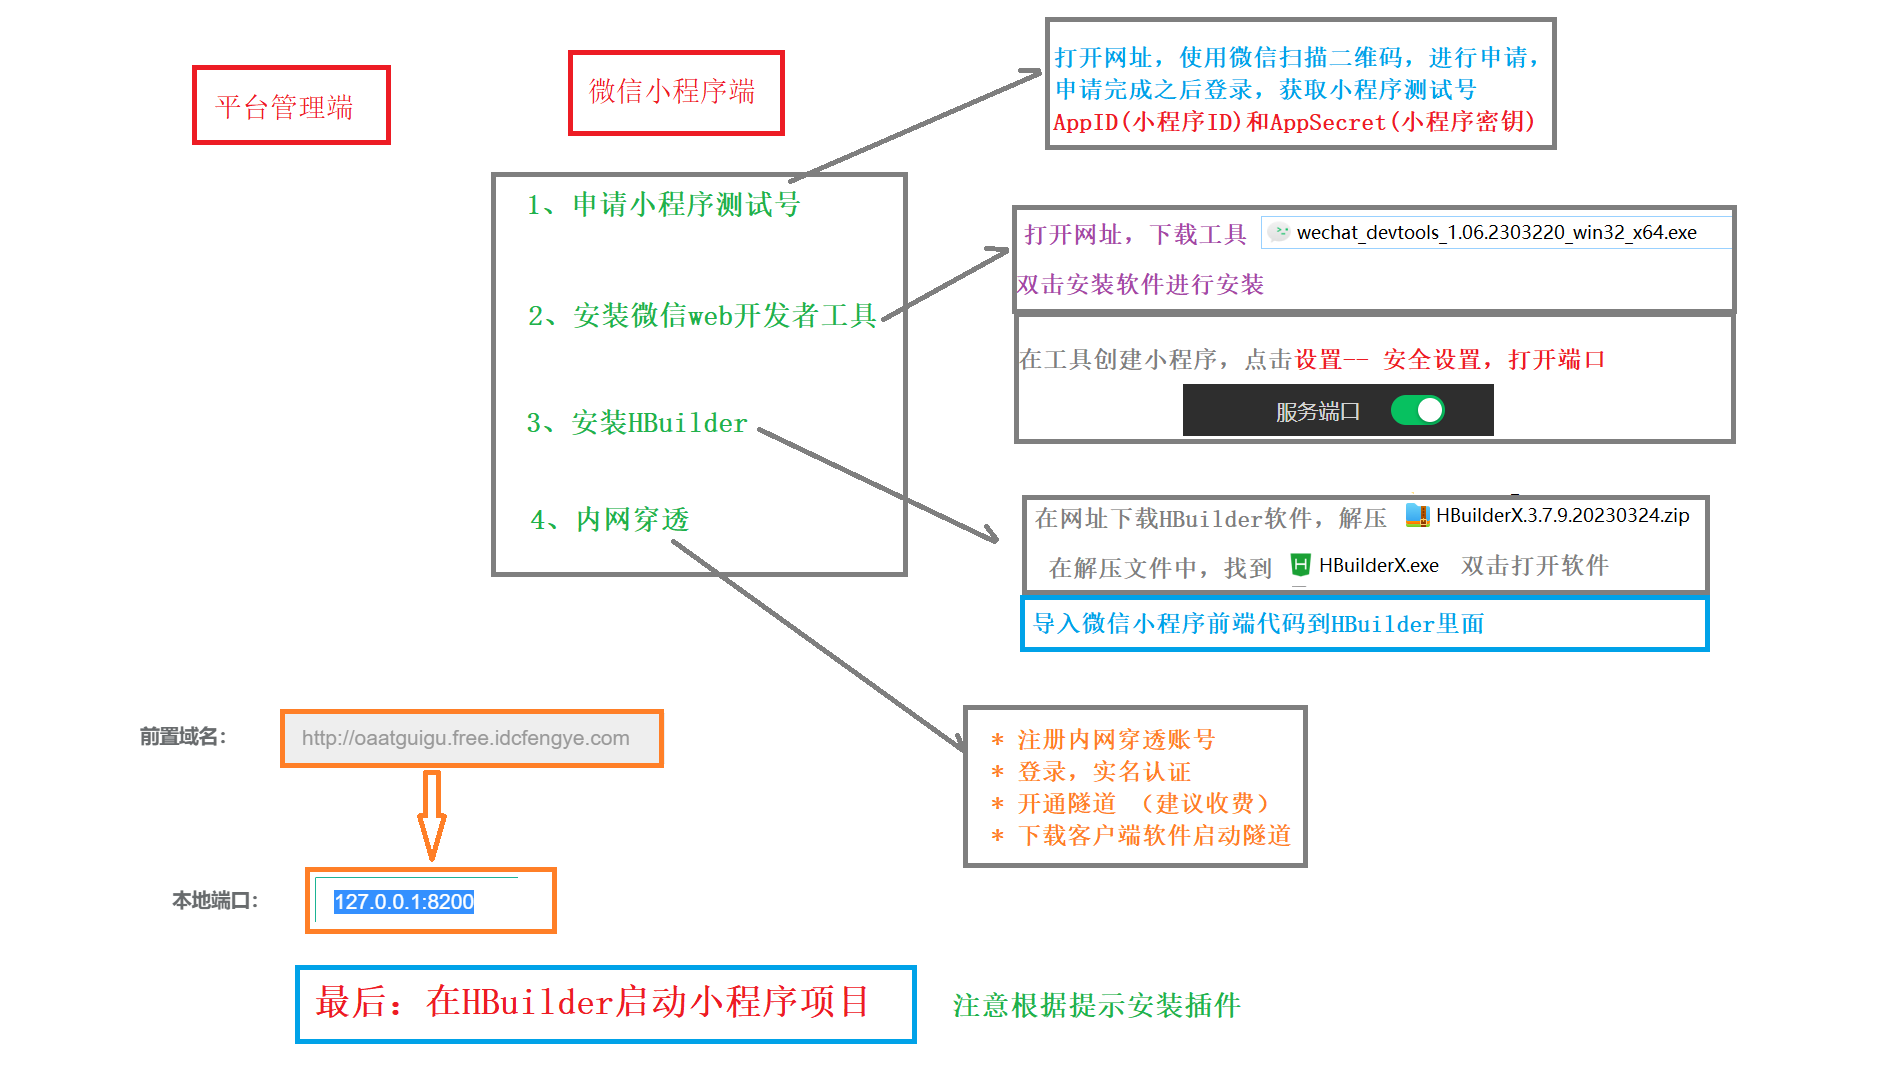 平台管理端
微信小程序端
打开网址，使用微信扫描二维码，进行申请，
申请完成之后登录，获取小程序测试号
AppID(小程序ID)和AppSecret(小程序密钥)
1、申请小程序测试号
打开网址，下载工具 wechat_devtools_1.06.2303220_win32_x64.exe
双击安装软件进行安装
2、安装微信web开发者工具
在工具创建小程序，点击设置-- 安全设置，打开端口
服务端口
3、安装HBuilder
在网址下载HBuilder软件，解压 HBuilderX.3.7.9.20230324.zip
在解压文件中，找到 HBuilderX.exe 双击打开软件
导入微信小程序前端代码到HBuilder里面
4、内网穿透
* 注册内网穿透账号
* 登录，实名认证
* 开通隧道 （建议收费）
* 下载客户端软件启动隧道
前置域名： http://oaatguigu.free.idcfengye.com
本地端口： 127.0.0.1:8200
最后：在HBuilder启动小程序项目
注意根据提示安装插件